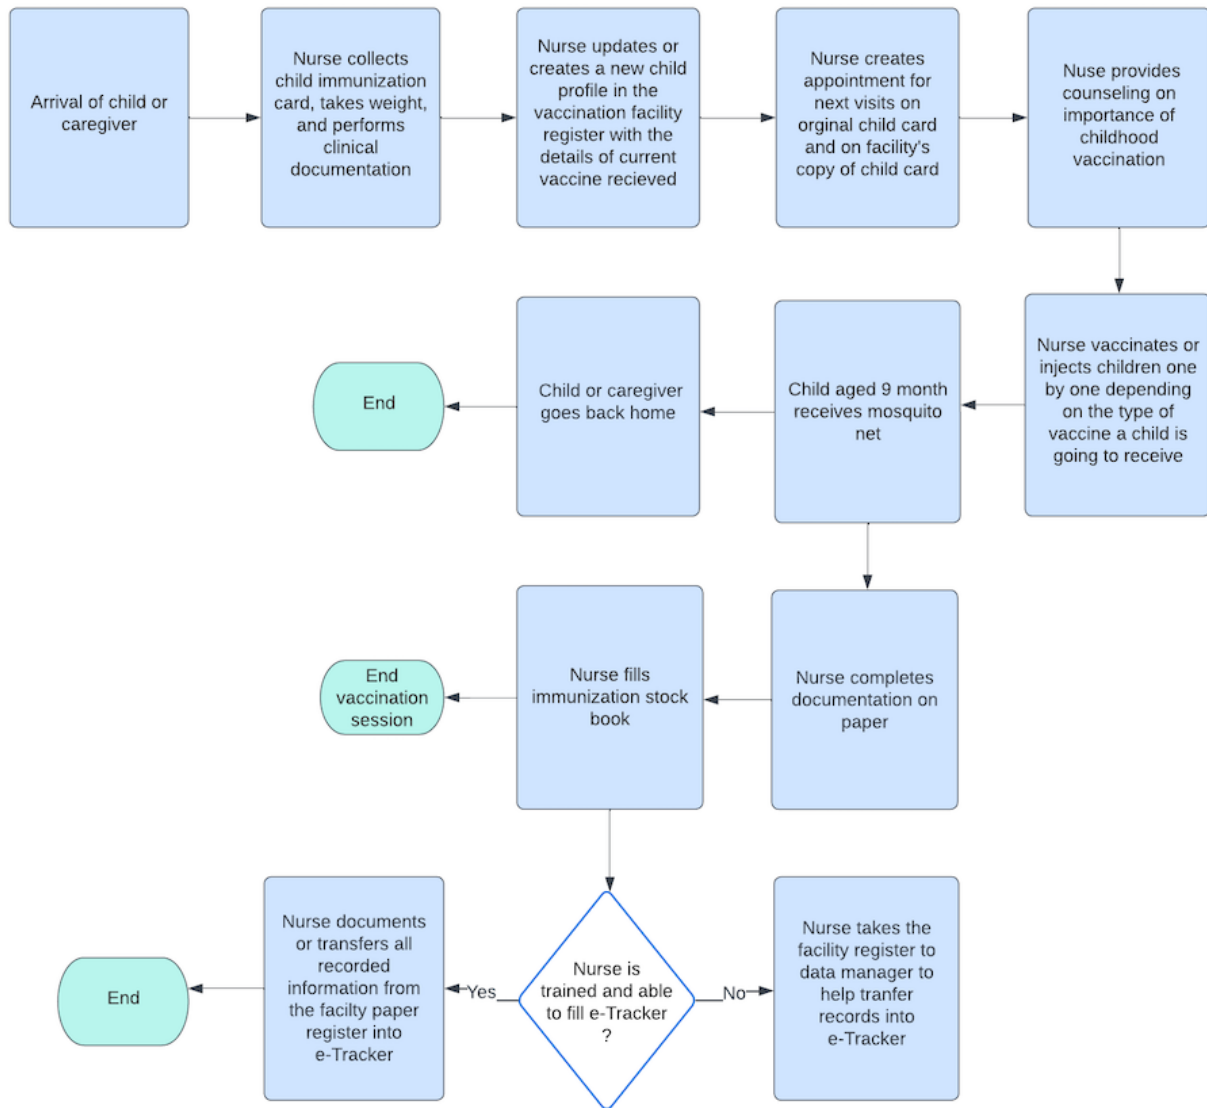 Arrival of child or
caregiver
Nurse collects
child immunization
card, takes weight,
and performs
clinical
documentation
Nurse updates or
creates a new child
profile in the
vaccination facility
register with the
details of current
vaccine recieved
Nurse creates
appointment for
next visits on
orginal child card
and on facility's
copy of child card
Nuse provides
counseling on
importance of
childhood
vaccination
Nurse vaccinates or
injects children one
by one depending
on the type of
vaccine a child is
going to receive
Child aged 9 month
receives mosquito
net
Child or caregiver
goes back home
End
Nurse completes
documentation on
paper
Nurse fills
immunization stock
book
End
vaccination
session
Nurse is
trained and able
to fill e-Tracker
?
Yes
No
Nurse documents
or transfers all
recorded
information from
the facilty paper
register into
e-Tracker
End
Nurse takes the
facility register to
data manager to
help tranfer
records into
e-Tracker